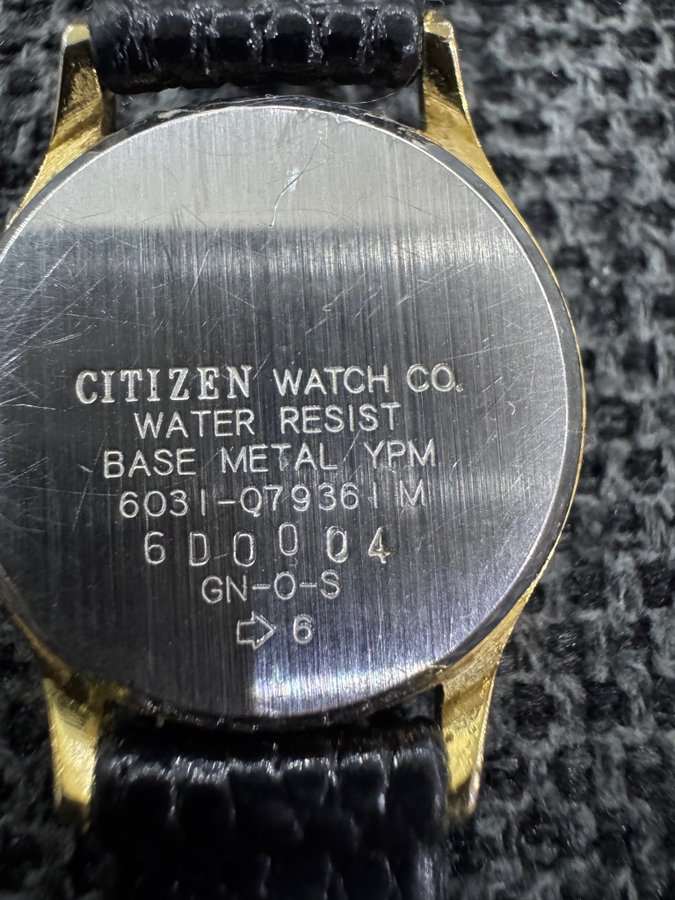 CITIZEN WATCH CO.
WATER RESIST
BASE METAL YPM
6031-Q79361 M
6D0004
GN-0-S
⇨ 6